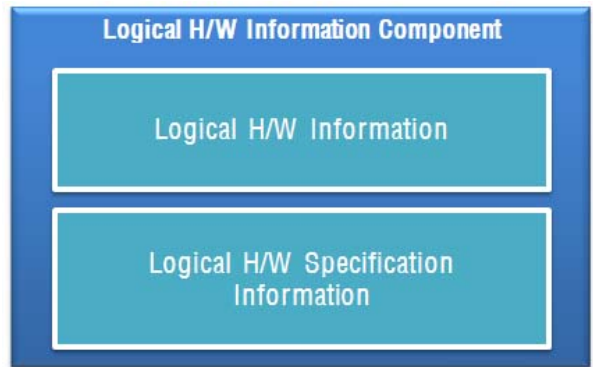 Logical H/W Information Component
Logical H/W Information
Logical H/W Specification
Information